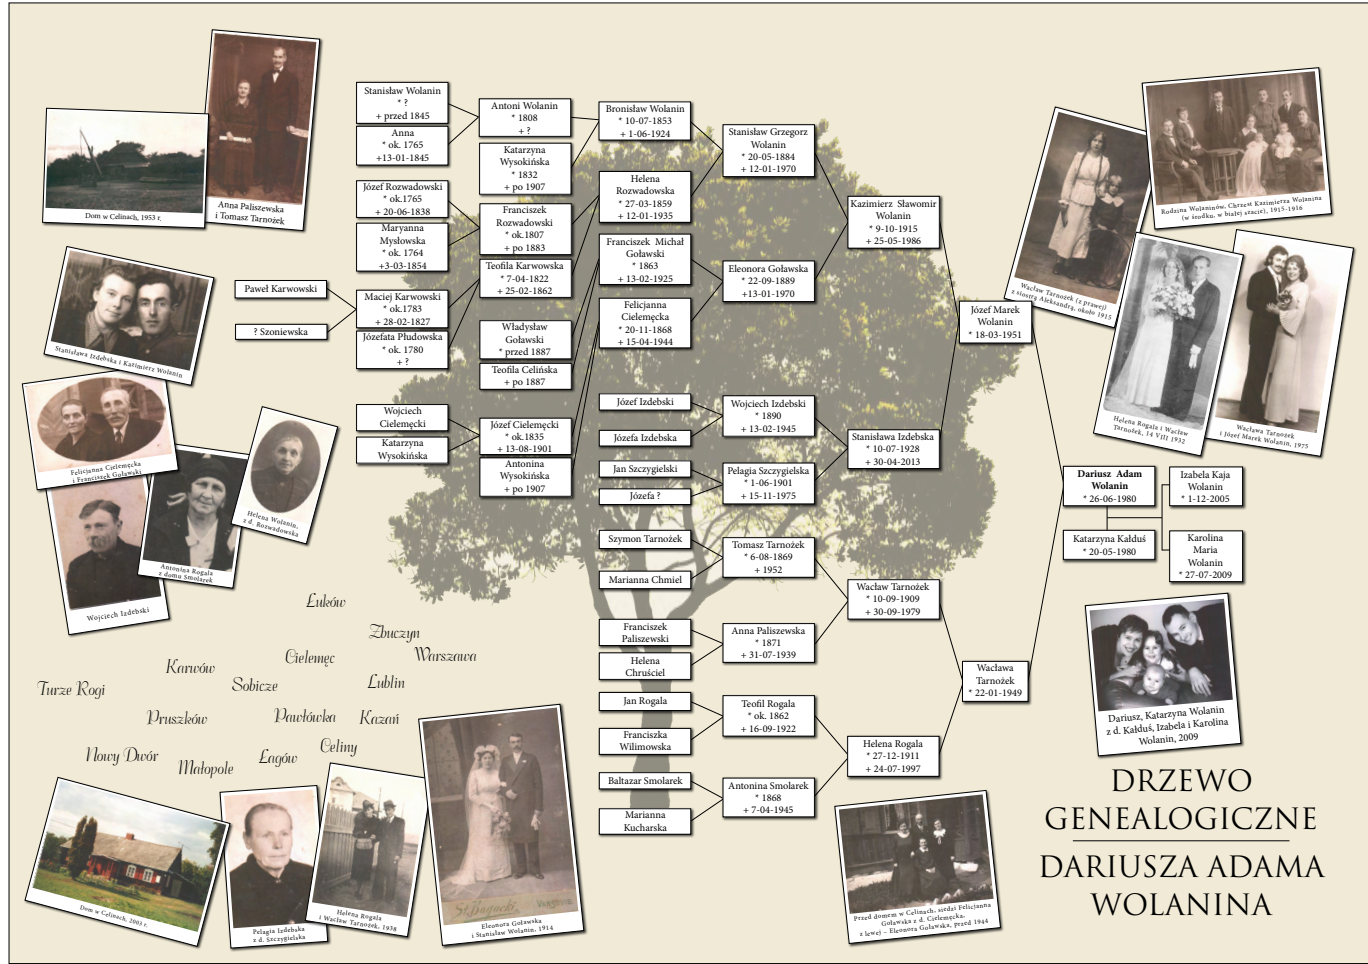 Stanisław Wolanin
* ?
+ przed 1845
Anna
* ok. 1765
+13-01-1845
Józef Rozwadowski
* ok.1765
+ 20-06-1838
Maryanna
Mysłowska
* ok. 1764
+3-03-1854
Paweł Karwowski
? Szoniewska
Maciej Karwowski
* ok.1783
+ 28-02-1827
Józefata Płudowska
* ok. 1780
+ ?
Wojciech
Cielemęcki
Katarzyna
Wysokińska
Antoni Wolanin
* 1808
+ ?
Katarzyna
Wysokińska
* 1832
+ po 1907
Franciszek
Rozwadowski
* ok.1807
+ po 1883
Teofila Karwowska
* 7-04-1822
+ 25-02-1862
Władysław
Goławski
* przed 1887
Teofila Celińska
+ po 1887
Józef Cielemęcki
* ok.1835
+ 13-08-1901
Antonina
Wysokińska
+ po 1907
Bronisław Wolanin
* 10-07-1853
+ 1-06-1924
Helena
Rozwadowska
* 27-03-1859
+ 12-01-1935
Franciszek Michał
Goławski
* 1863
+ 13-02-1925
Felicjanna
Cielemęcka
* 20-11-1868
+ 15-04-1944
Józef Izdebski
Józefa Izdebska
Jan Szczygielski
Józefa ?
Szymon Tarnożek
Marianna Chmiel
Franciszek
Paliszewski
Helena
Chruściel
Jan Rogala
Franciszka
Wilimowska
Baltazar Smolarek
Marianna
Kucharska
Stanisław Grzegorz
Wolanin
* 20-05-1884
+ 12-01-1970
Eleonora Goławska
* 22-09-1889
+13-01-1970
Wojciech Izdebski
* 1890
+ 13-02-1945
Pelagia Szczygielska
* 1-06-1901
+ 15-11-1975
Tomasz Tarnożek
* 6-08-1869
+ 1952
Anna Paliszewska
* 1871
+ 31-07-1939
Teofil Rogala
* ok. 1862
+ 16-09-1922
Antonina Smolarek
* 1868
+ 7-04-1945
Kazimierz Sławomir
Wolanin
* 9-10-1915
+ 25-05-1986
Stanisława Izdebska
* 10-07-1928
+ 30-04-2013
Wacław Tarnożek
* 10-09-1909
+ 30-09-1979
Helena Rogala
* 27-12-1911
+ 24-07-1997
Józef Marek
Wolanin
* 18-03-1951
Wacława
Tarnożek
* 22-01-1949
Dariusz Adam
Wolanin
* 26-06-1980
Katarzyna Kałduś
* 20-05-1980
Izabela Kaja
Wolanin
* 1-12-2005
Karolina
Maria
Wolanin
* 27-07-2009
Dom w Celinach, 1953 r.
Anna Paliszewska
i Tomasz Tarnożek
Stanisława Izdebska i Kazimierz Wolanin
Felicjanna Cielemęcka
i Franciszek Goławski
Wojciech Izdebski
Antonina Rogala
z domu Smolarek
Helena Wolanin,
z d. Rozwadowska
Łuków
Zbuczyn
Cielemęc
Warszawa
Karwów
Turze Rogi
Sobicze
Lublin
Pruszków
Pawłówka
Kazań
Nowy Dwór
Małopole
Łagów
Celiny
Dom w Celinach, 2003 r.
Pelagia Izdebska
z d. Szczygielska
Helena Rogala
i Wacław Tarnożek, 1938
St. Bagocki
Eleonora Goławska
i Stanisław Wolanin, 1914
Wacław Tarnożek (z prawej)
z siostrą Aleksandrą, około 1915
Rodzina Wolaninów. Chrzest Kazimierza Wolanina
(w środku, w białej szacie), 1915-1916
Helena Rogala i Wacław
Tarnożek, 14 VIII 1932
Wacława Tarnożek
i Józef Marek Wolanin, 1975
Dariusz, Katarzyna Wolanin
z d. Kałduś, Izabela i Karolina
Wolanin, 2009
Przed domem w Celinach, siedzi Felicjanna
Goławska z d. Cielemęcka,
z lewej – Eleonora Goławska, przed 1944
DRZEWO
GENEALOGICZNE
DARIUSZA ADAMA
WOLANINA